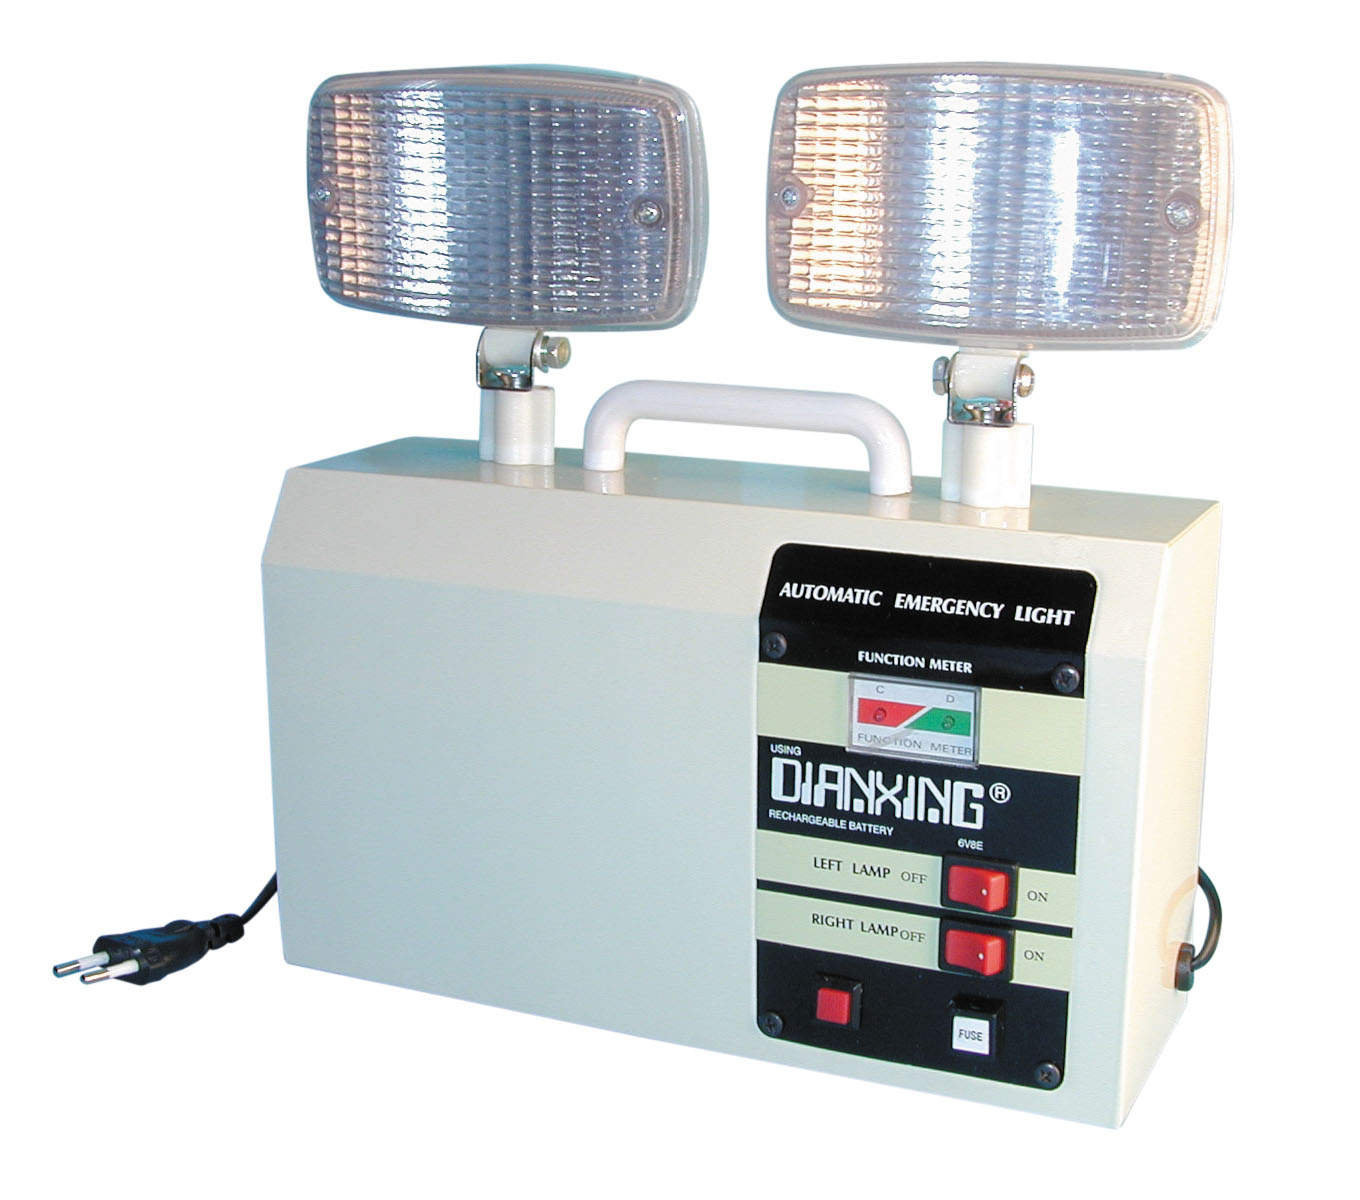 AUTOMATIC EMERGENCY LIGHT
FUNCTION METER
C D
FUNCTION METER
USING
DIANXING®
RECHARGEABLE BATTERY
6V8E
LEFT LAMP OFF ON
RIGHT LAMP OFF ON
FUSE